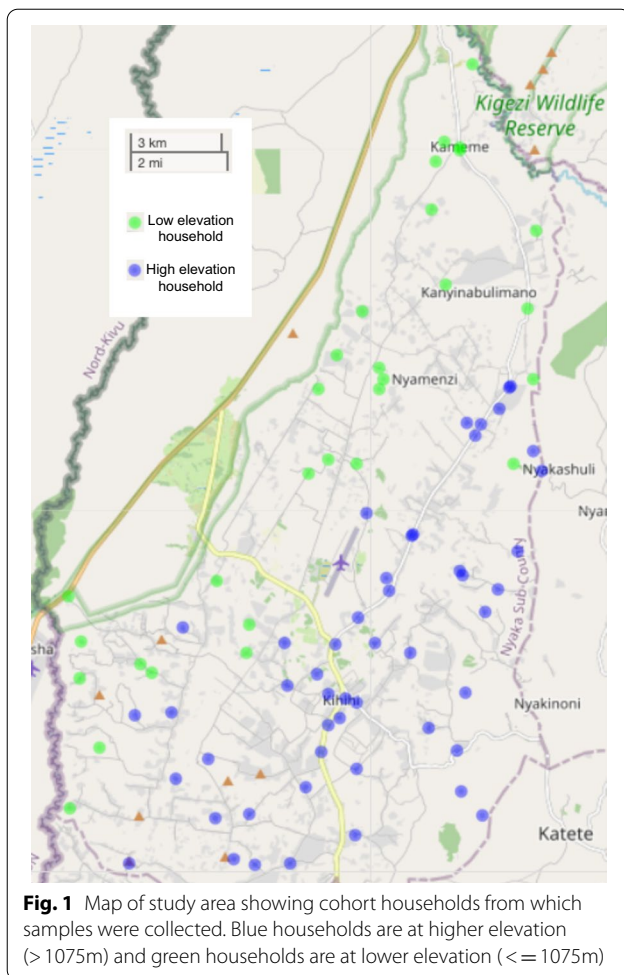 Kigezi Wildlife
Reserve
Kameme
3 km
2 mi
Low elevation
household
High elevation
household
Kanyinabulimano
Nord-Kivu
Nyamenzi
Nyakashuli
Nyar
Nyaka Sub-County
sha
Kihihi
Nyakinoni
Katete
Fig. 1 Map of study area showing cohort households from which
samples were collected. Blue households are at higher elevation
(> 1075m) and green households are at lower elevation (< = 1075m)